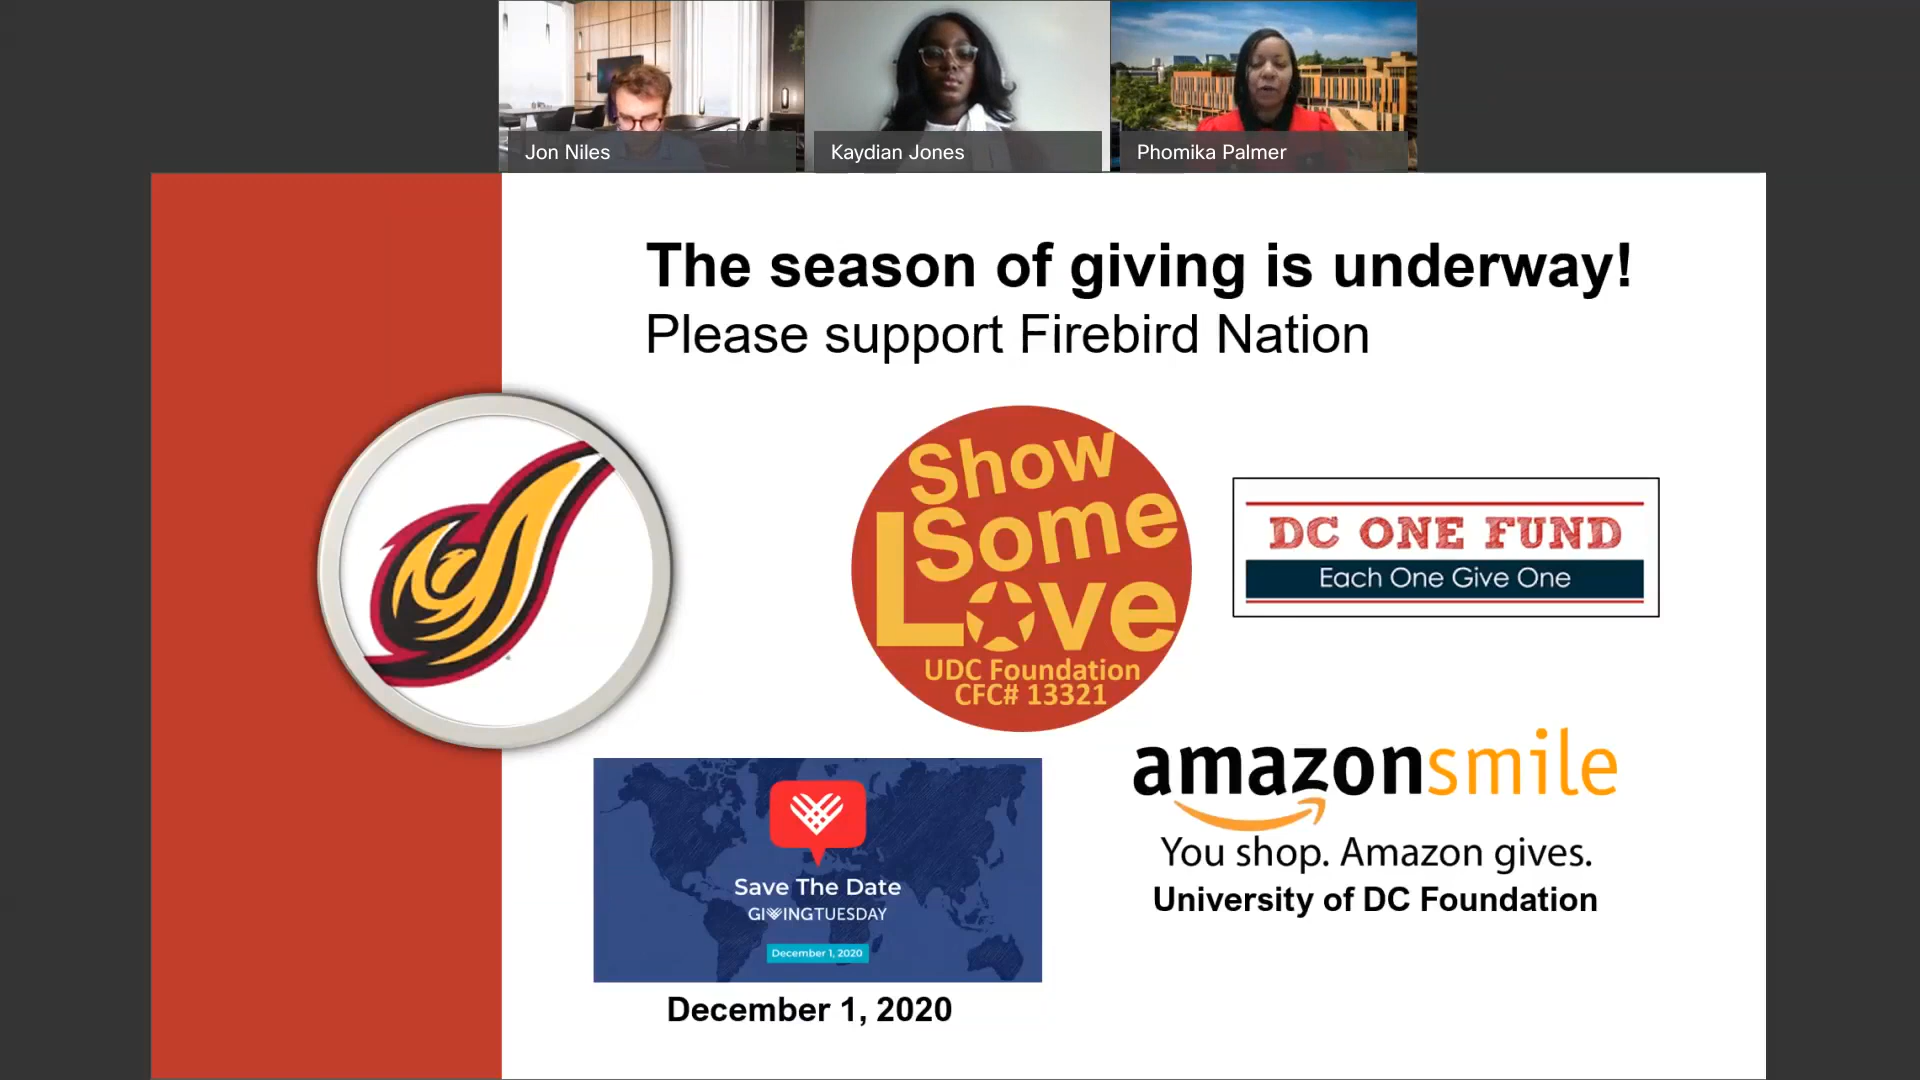 Jon Niles
Kaydian Jones
Phomika Palmer
The season of giving is underway!
Please support Firebird Nation
Show
Some
Love
UDC Foundation
CFC# 13321
DC ONE FUND
Each One Give One
Save The Date
GIVINGTUESDAY
December 1, 2020
December 1, 2020
amazonsmile
You shop. Amazon gives.
University of DC Foundation